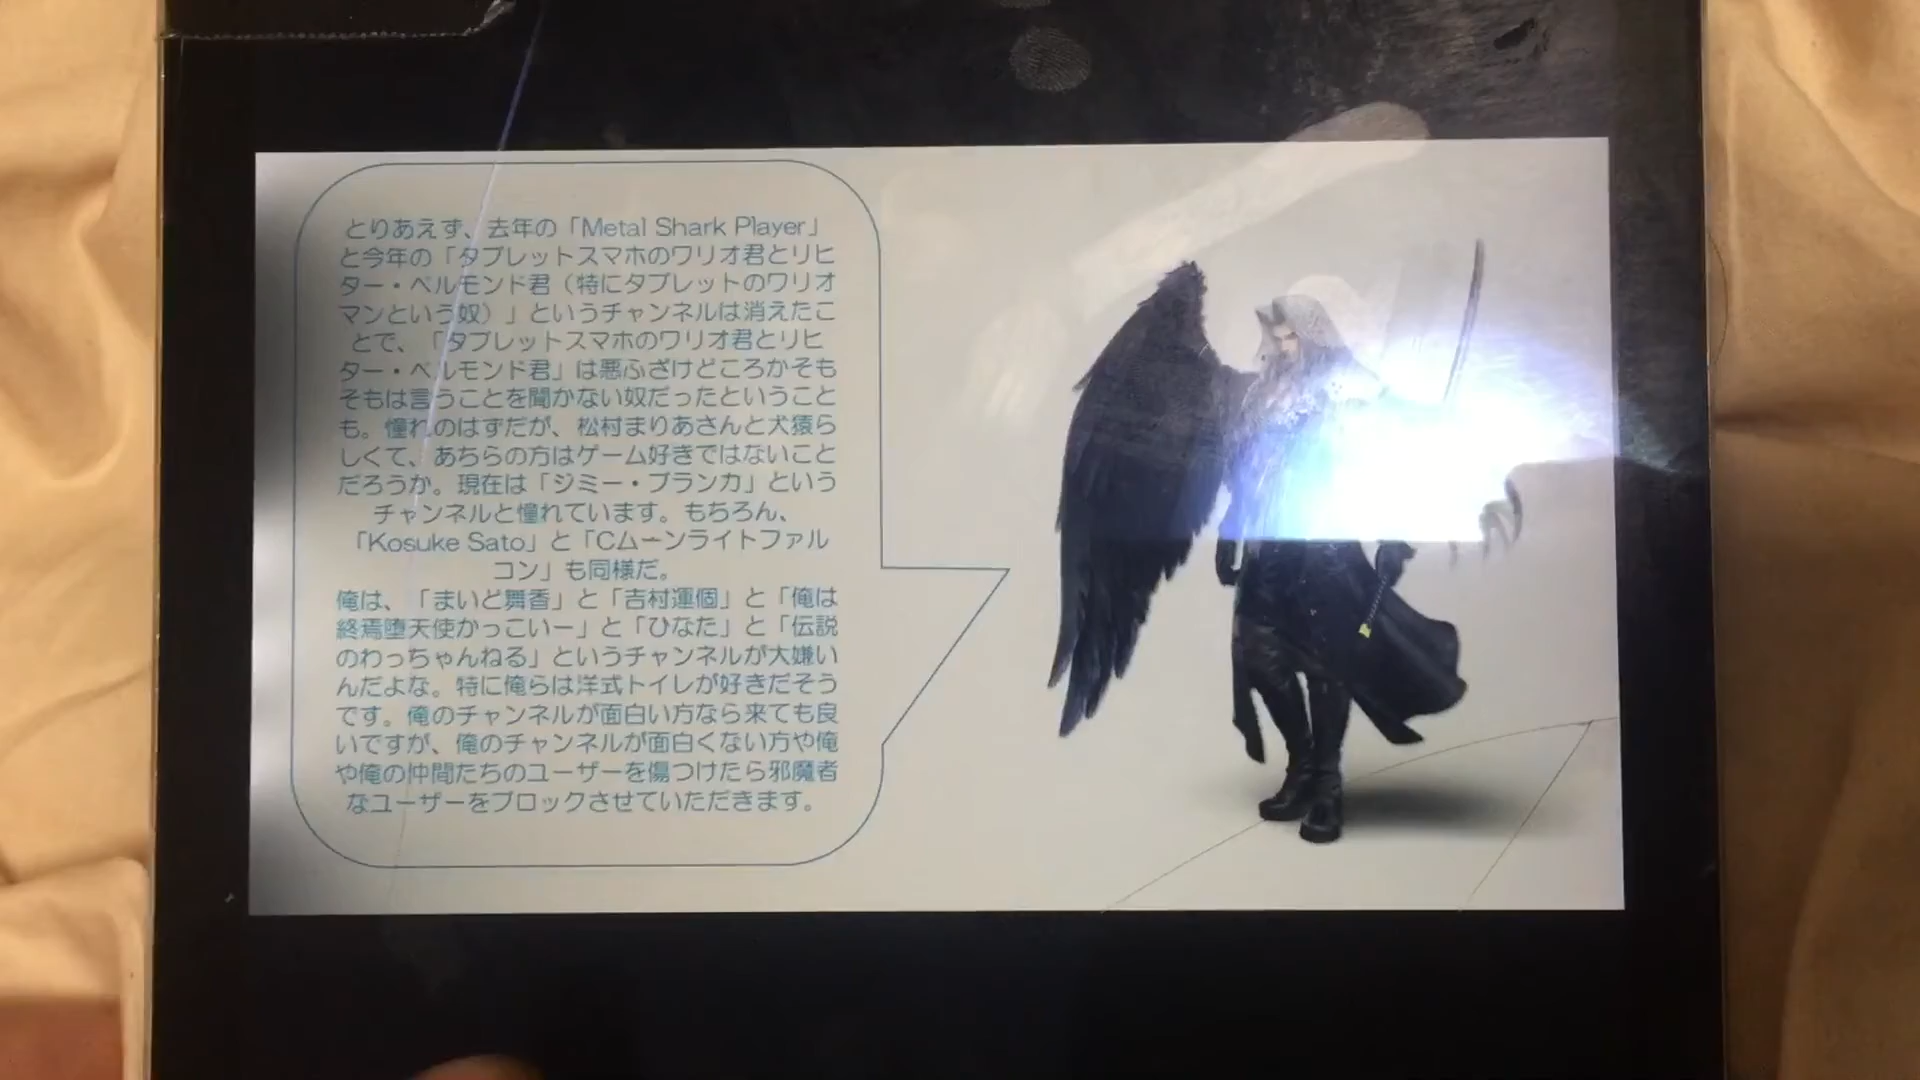 とりあえず、去年の「Metal Shark Player」
と今年の「タブレットスマホのワリオ君とリヒ
ター・ベルモンド君（特にタブレットのワリオ
マンという奴）」というチャンネルは消えたこ
とで、「タブレットスマホのワリオ君とリヒ
ター・ベルモンド君」は悪ふざけどころかそも
そもは言うことを聞かない奴だったということ
も。憧れのはずだが、松村まりあさんと犬猿ら
しくて、あちらの方はゲーム好きではないこと
だろうか。現在は「ジミー・ブランカ」という
チャンネルと憧れています。もちろん、
「Kosuke Sato」と「Cムーンライトファル
コン」も同様だ。
俺は、「まいど舞香」と「吉村運個」と「俺は
終焉堕天使かっこいー」と「ひなた」と「伝説
のわっちゃんねる」というチャンネルが大嫌い
んだよな。特に俺らは洋式トイレが好きだそう
です。俺のチャンネルが面白い方なら来ても良
いですが、俺のチャンネルが面白くない方や俺
や俺の仲間たちのユーザーを傷つけたら邪魔者
なユーザーをブロックさせていただきます。